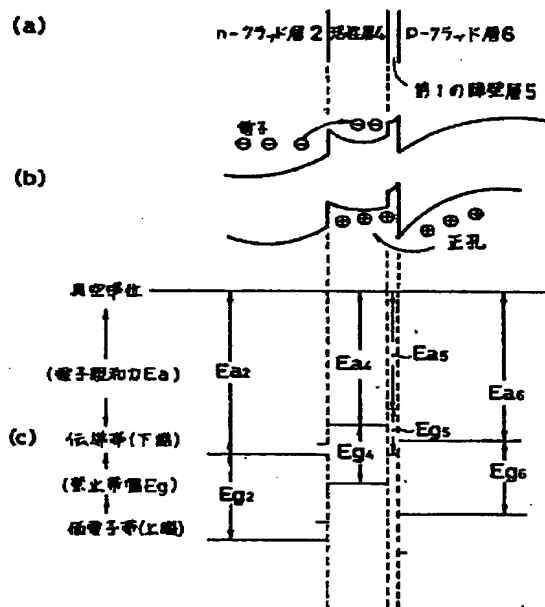 (a)
n-クラッド層2 活性層4 p-クラッド層6
第1の障壁層5
電子
(b)
正孔
真空準位
Ea2
Ea4
Ea5
Ea6
(電子親和力Ea)
(c)
伝導帯(下端)
Eg5
Eg4
(禁止帯幅Eg)
Eg2
Eg6
価電子帯(上端)